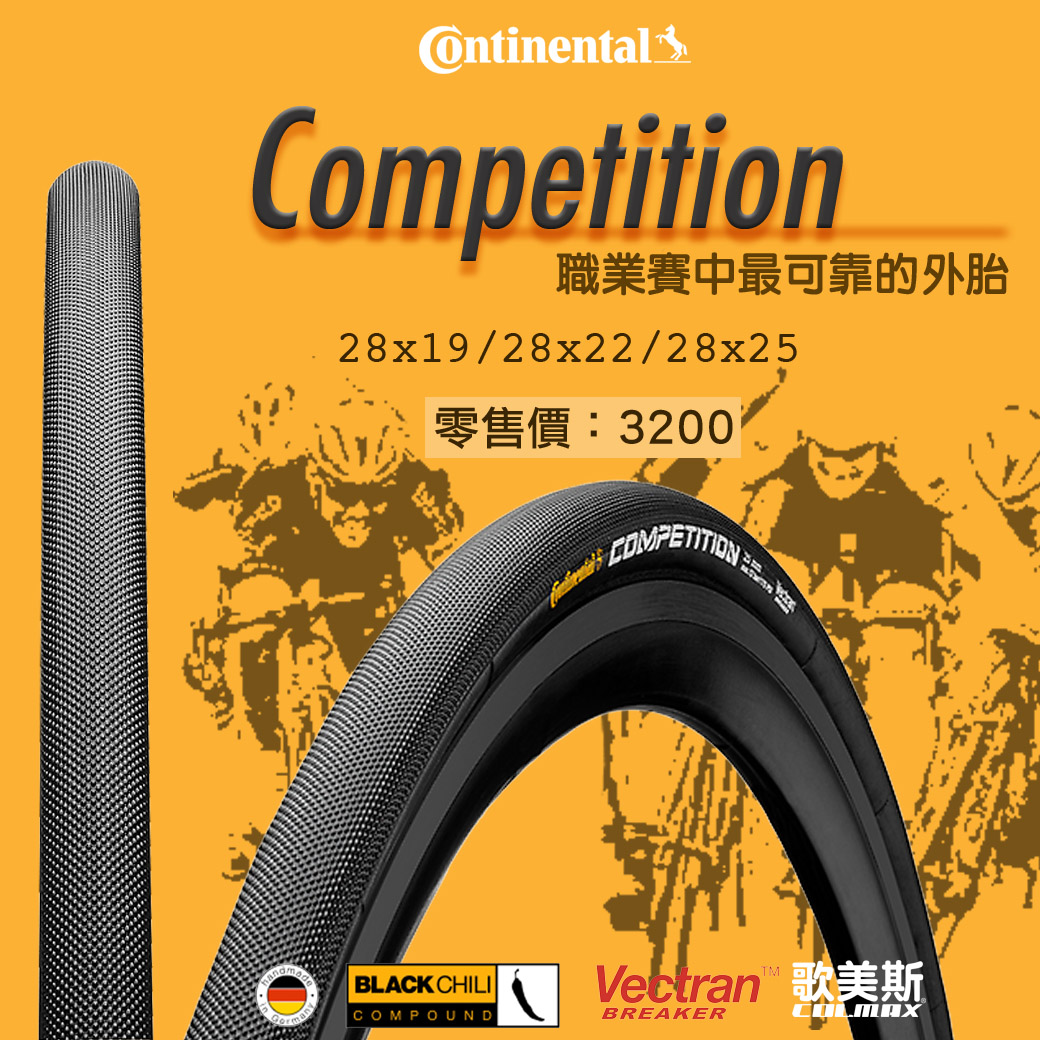 Continental
Competition
職業賽中最可靠的外胎
28x19/28x22/28x25
零售價：3200
Continental COMPETITION
handmade in Germany
BLACK CHILI
COMPOUND
Vectran™
BREAKER
歌美斯®
COLMAX